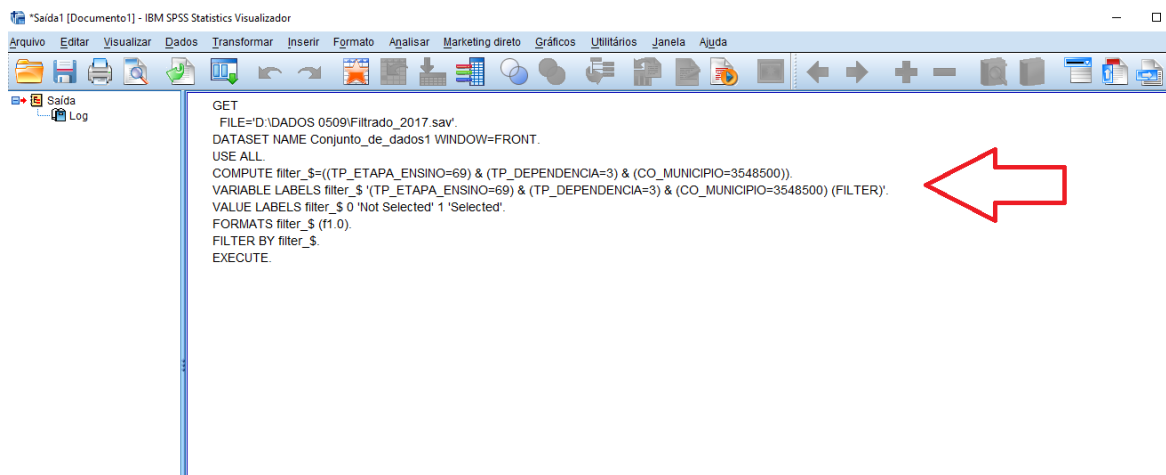 *Saída1 [Documento1] - IBM SPSS Statistics Visualizador
Arquivo Editar Visualizar Dados Transformar Inserir Formato Analisar Marketing direto Gráficos Utilitários Janela Ajuda
Saída
Log
GET
FILE='D:\DADOS 0509\Filtrado_2017.sav'.
DATASET NAME Conjunto_de_dados1 WINDOW=FRONT.
USE ALL.
COMPUTE filter_$=((TP_ETAPA_ENSINO=69) & (TP_DEPENDENCIA=3) & (CO_MUNICIPIO=3548500)).
VARIABLE LABELS filter_$ '(TP_ETAPA_ENSINO=69) & (TP_DEPENDENCIA=3) & (CO_MUNICIPIO=3548500) (FILTER)'.
VALUE LABELS filter_$ 0 'Not Selected' 1 'Selected'.
FORMATS filter_$ (f1.0).
FILTER BY filter_$.
EXECUTE.